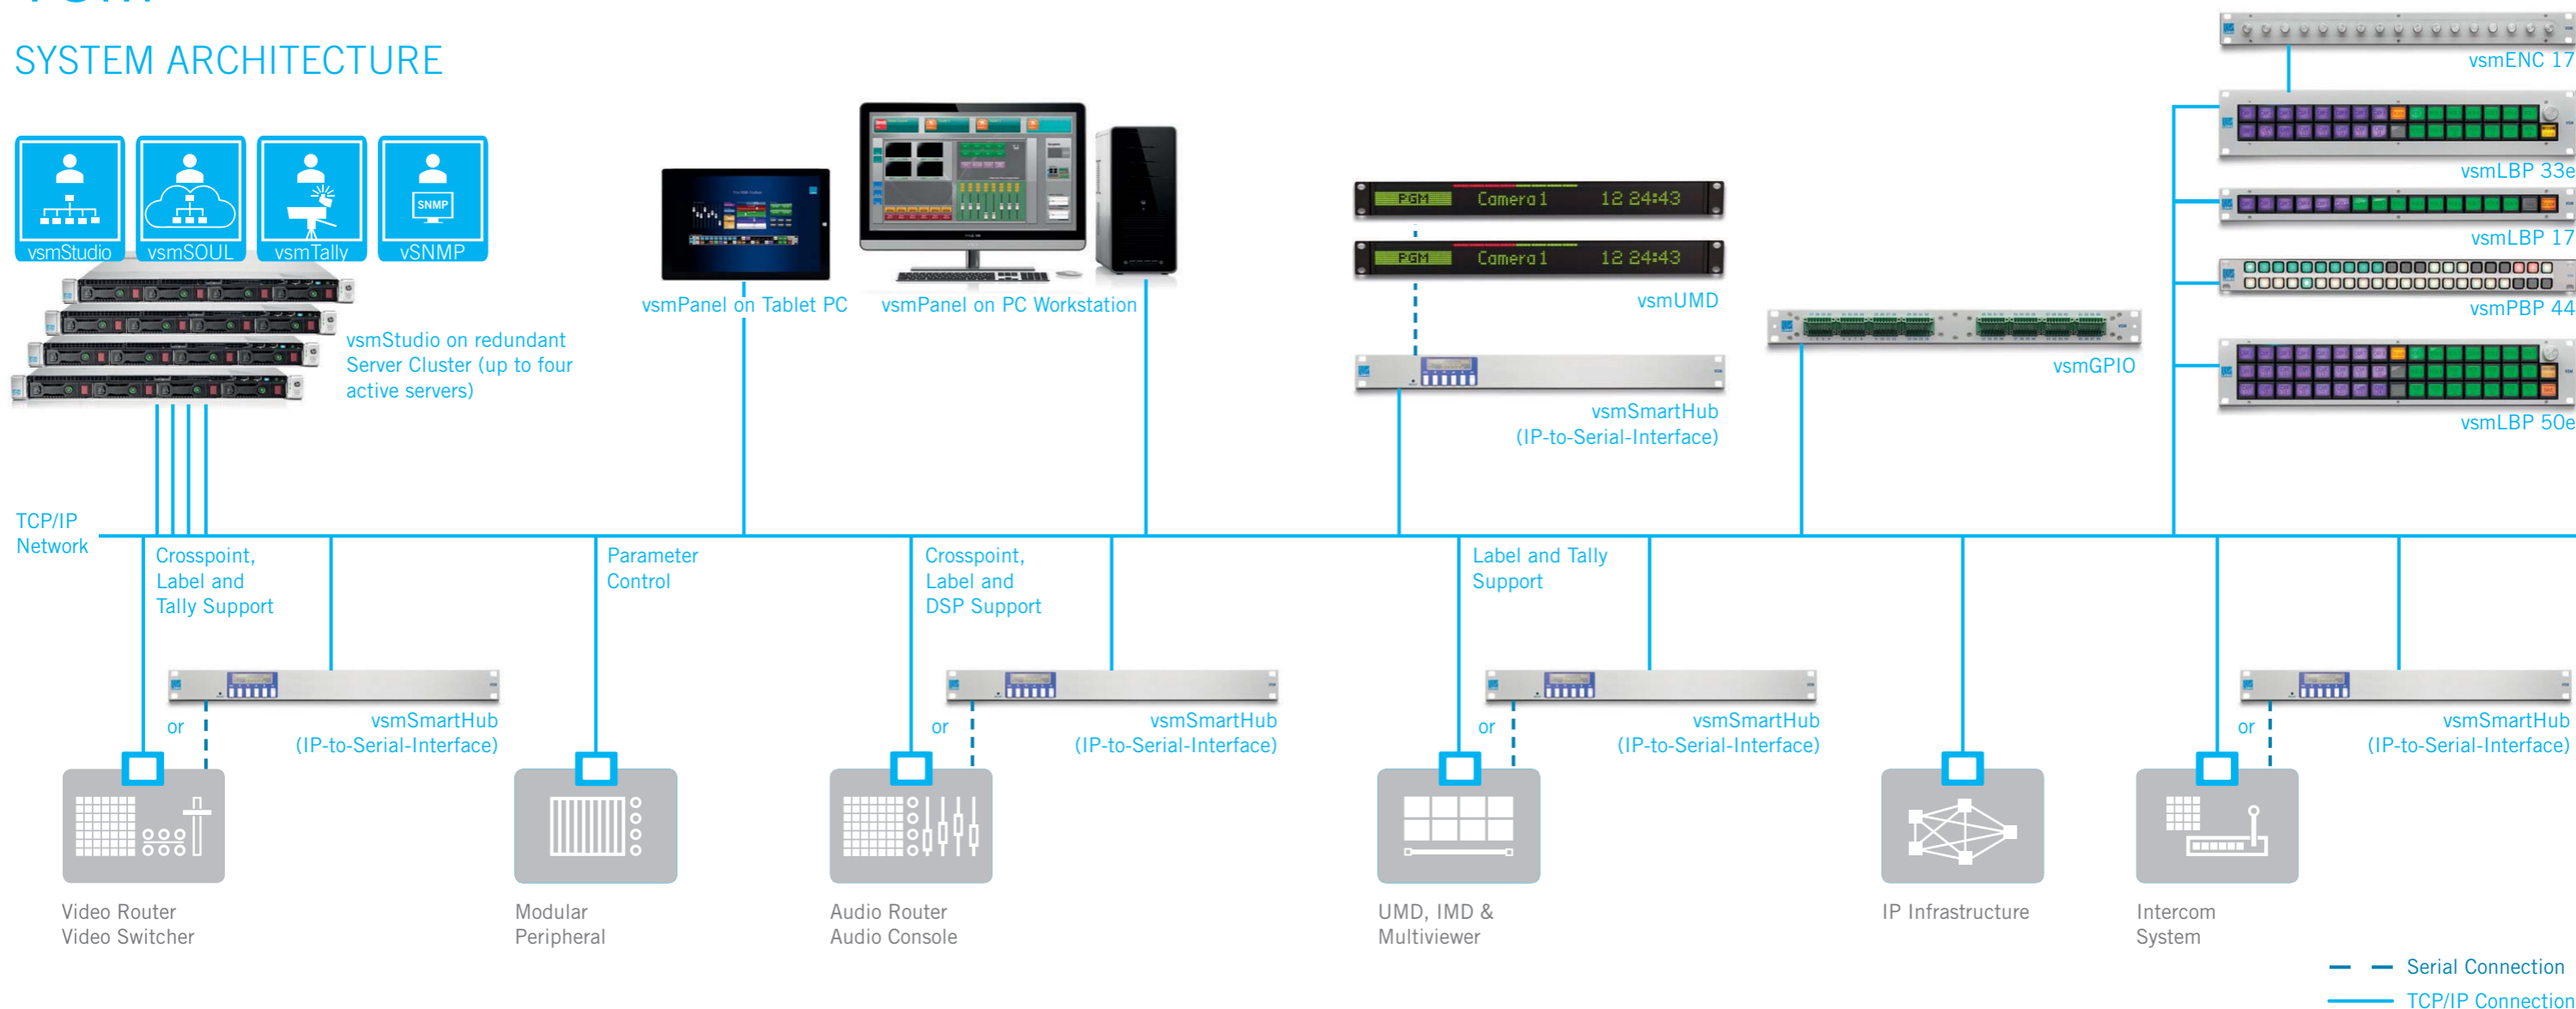 SYSTEM ARCHITECTURE
vsmStudio
vsmSOUL
vsmTally
SNMP
vSNMP
vsmStudio on redundant
Server Cluster (up to four
active servers)
vsmPanel on Tablet PC
vsmPanel on PC Workstation
PGM Camera 1 12 24:43
PGM Camera 1 12 24:43
vsmUMD
vsmSmartHub
(IP-to-Serial-Interface)
vsmGPIO
vsmENC 17
vsmLBP 33e
vsmLBP 17
vsmPBP 44
vsmLBP 50e
TCP/IP
Network
Crosspoint,
Label and
Tally Support
Parameter
Control
Crosspoint,
Label and
DSP Support
Label and Tally
Support
or
vsmSmartHub
(IP-to-Serial-Interface)
or
vsmSmartHub
(IP-to-Serial-Interface)
or
vsmSmartHub
(IP-to-Serial-Interface)
or
vsmSmartHub
(IP-to-Serial-Interface)
Video Router
Video Switcher
Modular
Peripheral
Audio Router
Audio Console
UMD, IMD &
Multiviewer
IP Infrastructure
Intercom
System
Serial Connection
TCP/IP Connection